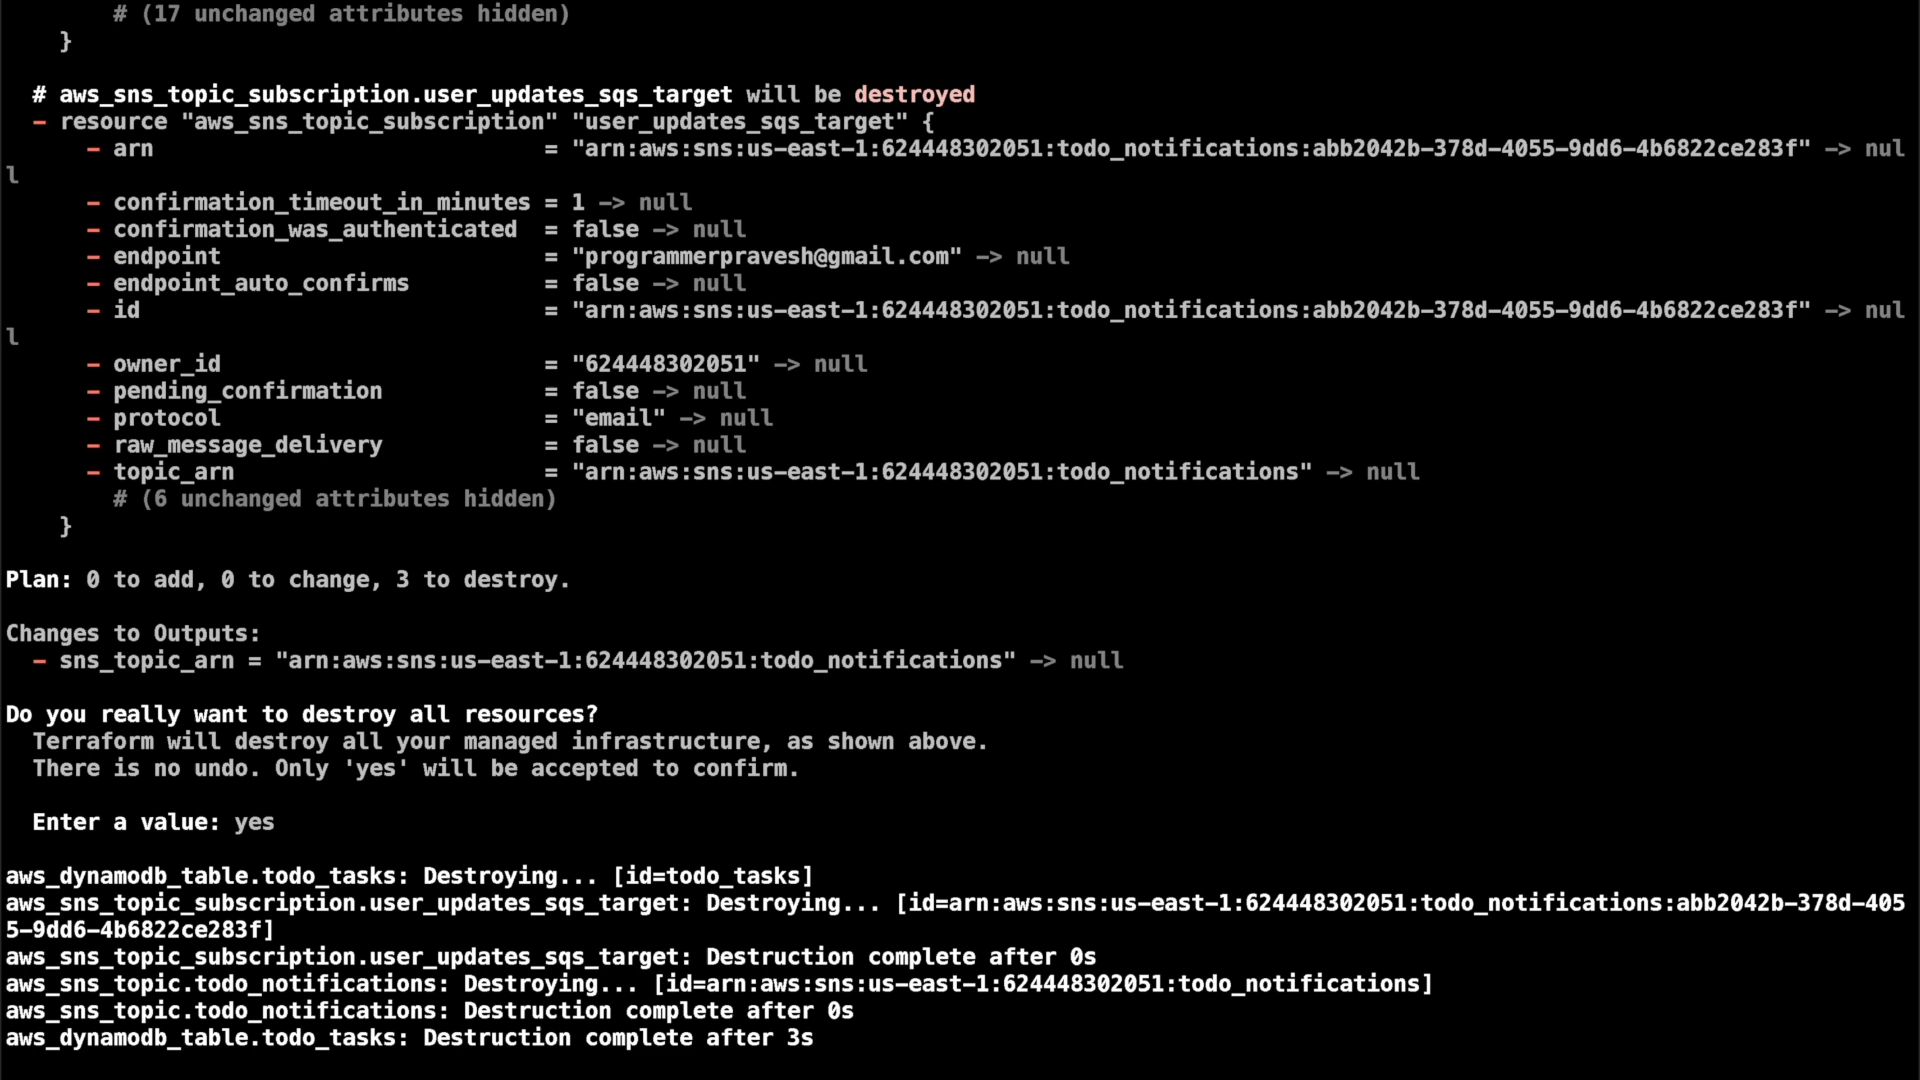 # (17 unchanged attributes hidden)
}
# aws_sns_topic_subscription.user_updates_sqs_target will be destroyed
- resource "aws_sns_topic_subscription" "user_updates_sqs_target" {
- arn = "arn:aws:sns:us-east-1:624448302051:todo_notifications:abb2042b-378d-4055-9dd6-4b6822ce283f" -> nul
l
- confirmation_timeout_in_minutes = 1 -> null
- confirmation_was_authenticated = false -> null
- endpoint = "programmerpravesh@gmail.com" -> null
- endpoint_auto_confirms = false -> null
- id = "arn:aws:sns:us-east-1:624448302051:todo_notifications:abb2042b-378d-4055-9dd6-4b6822ce283f" -> nul
l
- owner_id = "624448302051" -> null
- pending_confirmation = false -> null
- protocol = "email" -> null
- raw_message_delivery = false -> null
- topic_arn = "arn:aws:sns:us-east-1:624448302051:todo_notifications" -> null
# (6 unchanged attributes hidden)
}
Plan: 0 to add, 0 to change, 3 to destroy.
Changes to Outputs:
- sns_topic_arn = "arn:aws:sns:us-east-1:624448302051:todo_notifications" -> null
Do you really want to destroy all resources?
Terraform will destroy all your managed infrastructure, as shown above.
There is no undo. Only 'yes' will be accepted to confirm.
Enter a value: yes
aws_dynamodb_table.todo_tasks: Destroying... [id=todo_tasks]
aws_sns_topic_subscription.user_updates_sqs_target: Destroying... [id=arn:aws:sns:us-east-1:624448302051:todo_notifications:abb2042b-378d-405
5-9dd6-4b6822ce283f]
aws_sns_topic_subscription.user_updates_sqs_target: Destruction complete after 0s
aws_sns_topic.todo_notifications: Destroying... [id=arn:aws:sns:us-east-1:624448302051:todo_notifications]
aws_sns_topic.todo_notifications: Destruction complete after 0s
aws_dynamodb_table.todo_tasks: Destruction complete after 3s